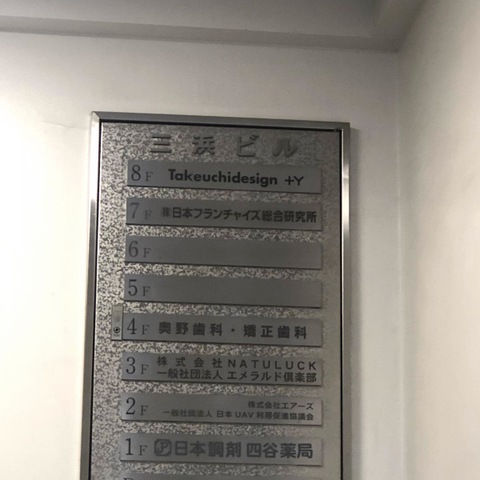 三浜ビル
8F Takeuchidesign +Y
7F ㈱日本フランチャイズ総合研究所
6F
5F
4F 奥野歯科・矯正歯科
3F 株式会社NATULUCK
一般社団法人エメラルド倶楽部
2F 株式会社エアーズ
一般社団法人 日本UAV利用促進協議会
1F 日本調剤 四谷薬局